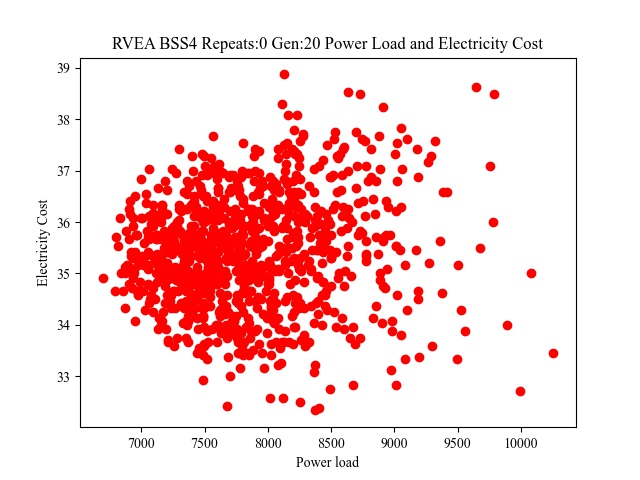 RVEA BSS4 Repeats:0 Gen:20 Power Load and Electricity Cost
39
38
37
36
35
34
33
Electricity Cost
7000 7500 8000 8500 9000 9500 10000
Power load